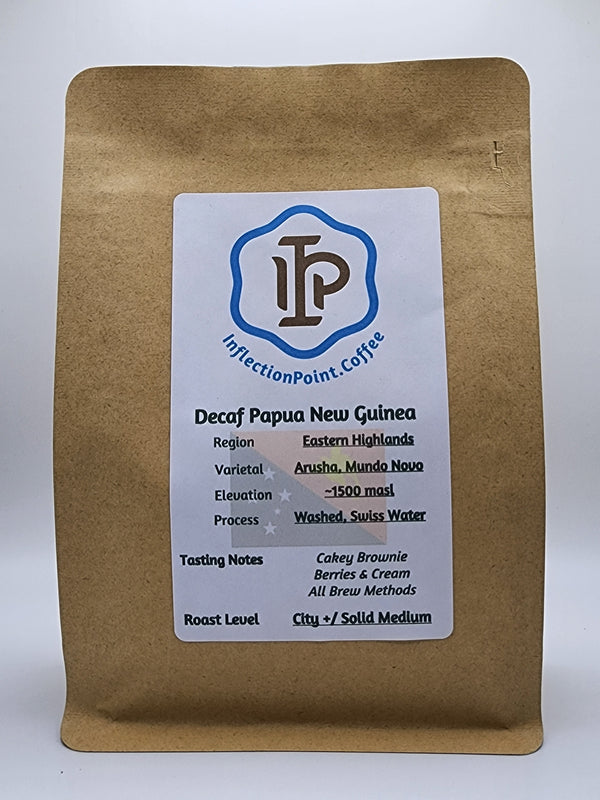 IP
InflectionPoint.Coffee
Decaf Papua New Guinea
Region Eastern Highlands
Varietal Arusha, Mundo Novo
Elevation ~1500 masl
Process Washed, Swiss Water
Tasting Notes Cakey Brownie
Berries & Cream
All Brew Methods
Roast Level City +/ Solid Medium